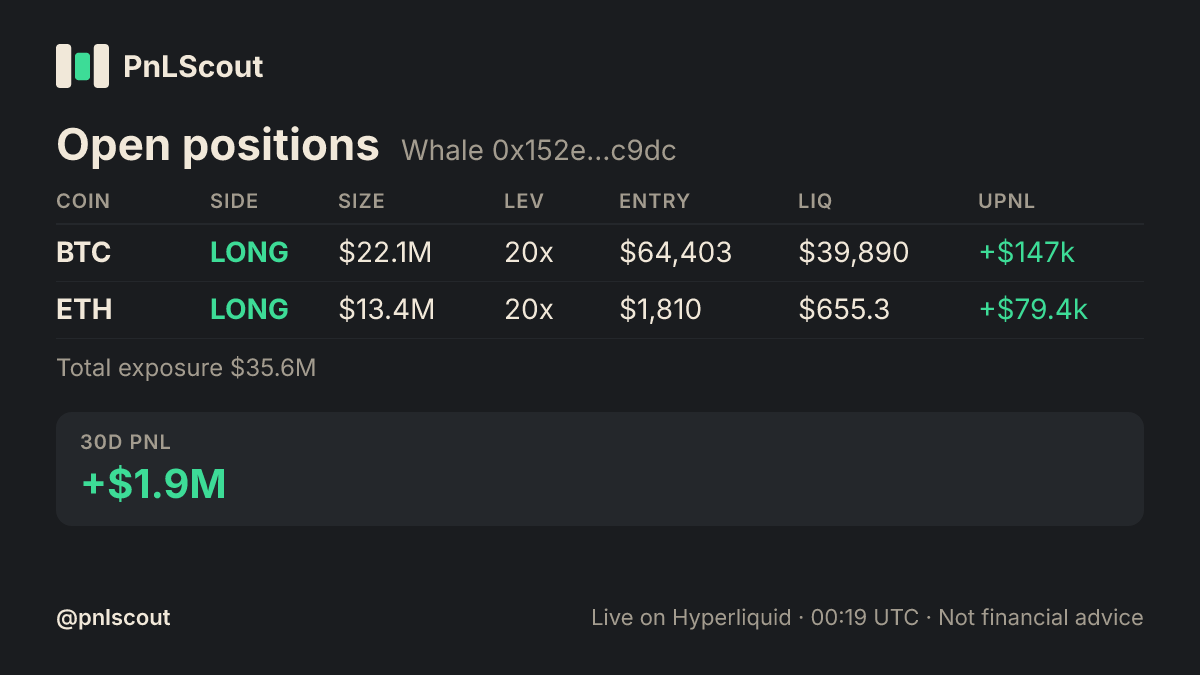 PnLScout
Open positions Whale 0x152e...c9dc
COIN SIDE SIZE LEV ENTRY LIQ UPNL
BTC LONG $22.1M 20x $64,403 $39,890 +$147k
ETH LONG $13.4M 20x $1,810 $655.3 +$79.4k
Total exposure $35.6M
30D PNL
+$1.9M
@pnlscout Live on Hyperliquid · 00:19 UTC · Not financial advice